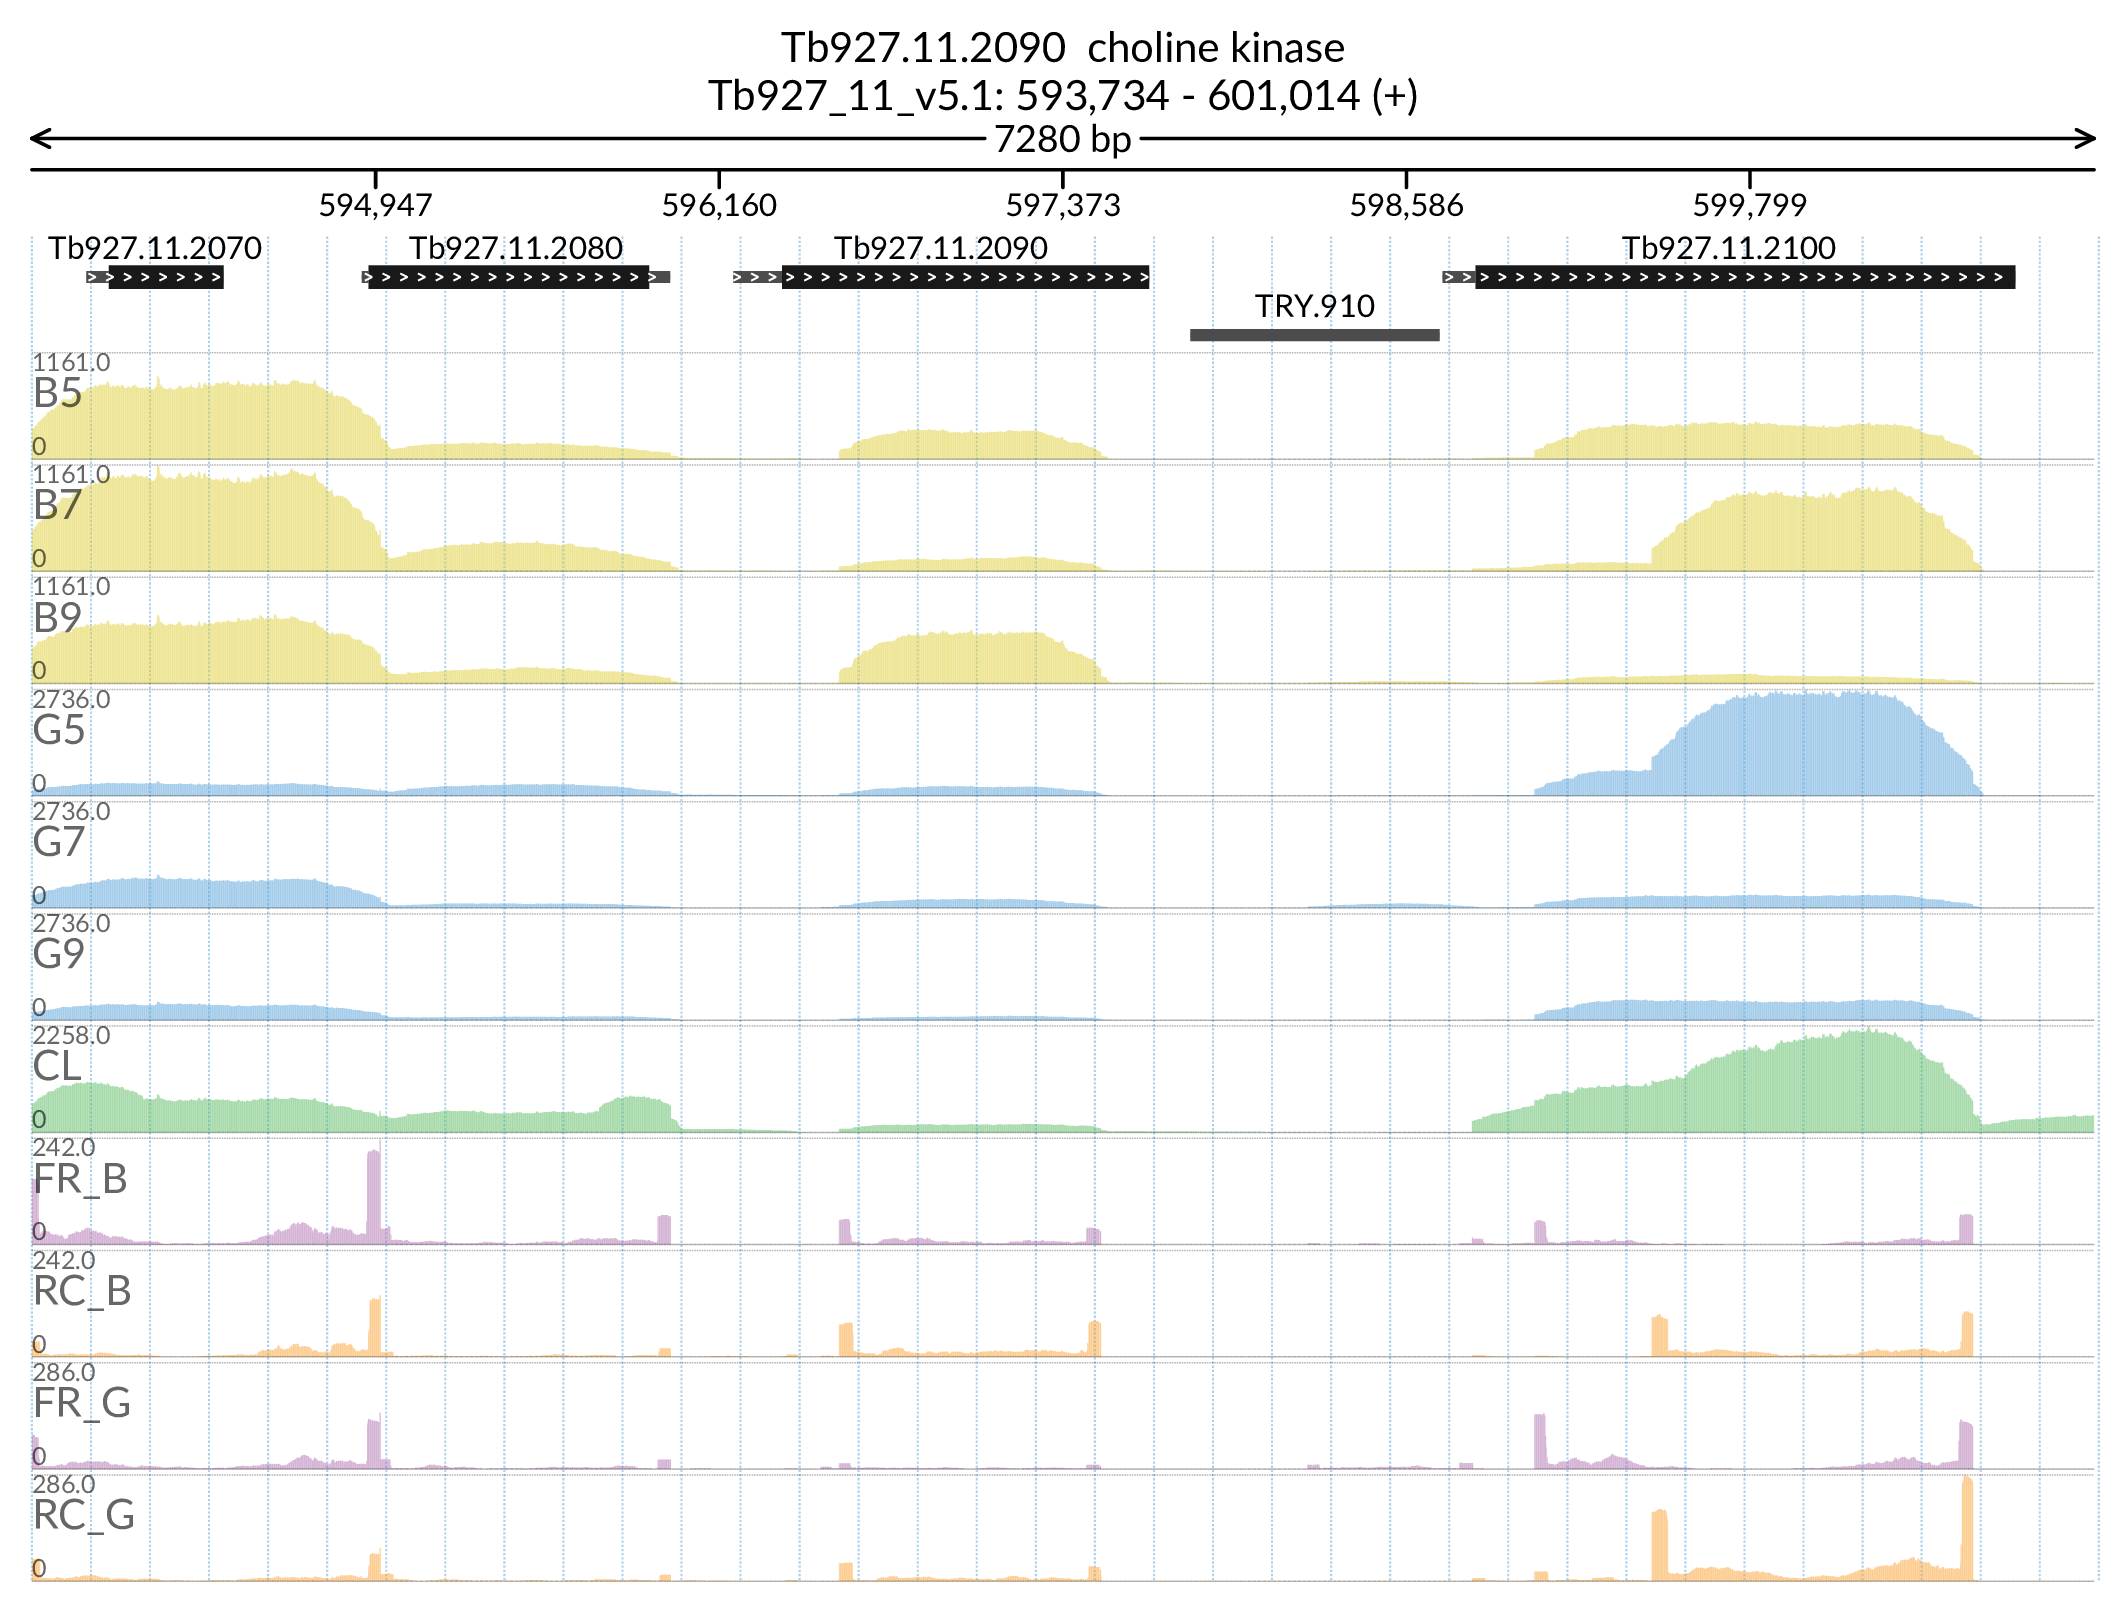 Tb927.11.2090 choline kinase
Tb927_11_v5.1: 593,734 - 601,014 (+)
7280 bp
594,947 596,160 597,373 598,586 599,799
Tb927.11.2070 Tb927.11.2080 Tb927.11.2090 Tb927.11.2100
TRY.910
1161.0
B5
0
1161.0
B7
0
1161.0
B9
0
2736.0
G5
0
2736.0
G7
0
2736.0
G9
0
2258.0
CL
0
242.0
FR_B
0
242.0
RC_B
0
286.0
FR_G
0
286.0
RC_G
0